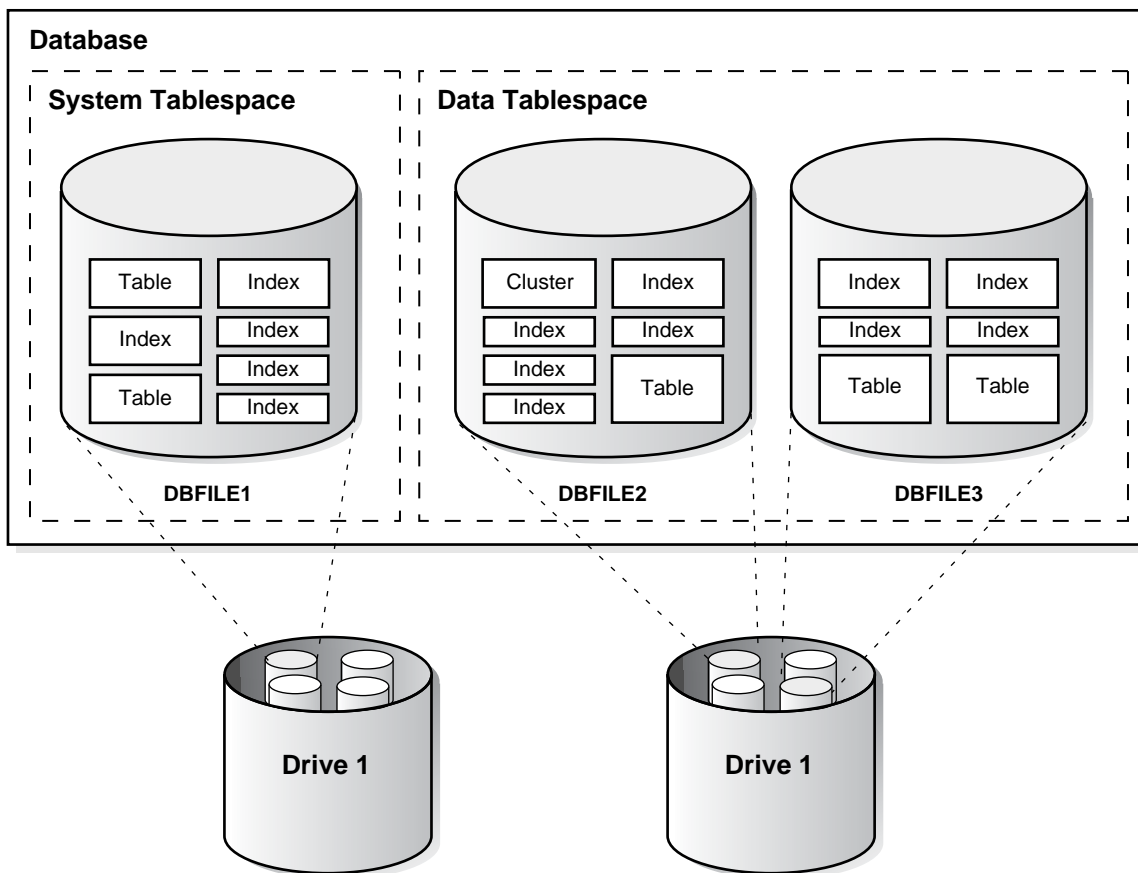 Database
System Tablespace
Data Tablespace
Table
Index
Index
Index
Table
Index
Index
Index
Cluster
Index
Index
Index
Index
Index
Table
Index
Index
Index
Index
Table
Table
DBFILE1
DBFILE2
DBFILE3
Drive 1
Drive 1